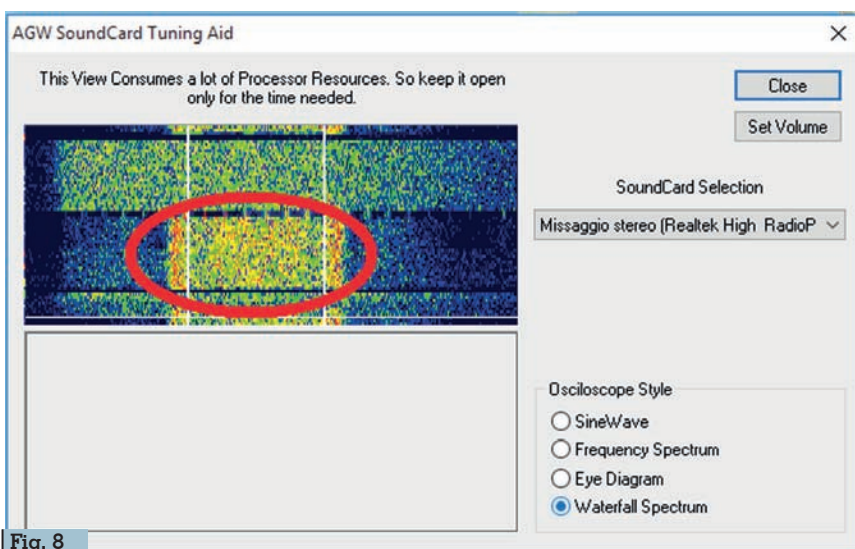 AGW SoundCard Tuning Aid
This View Consumes a lot of Processor Resources. So keep it open
only for the time needed.
Close
Set Volume
SoundCard Selection
Missaggio stereo (Realtek High RadioP
Osciloscope Style
SineWave
Frequency Spectrum
Eye Diagram
Waterfall Spectrum
Fig. 8